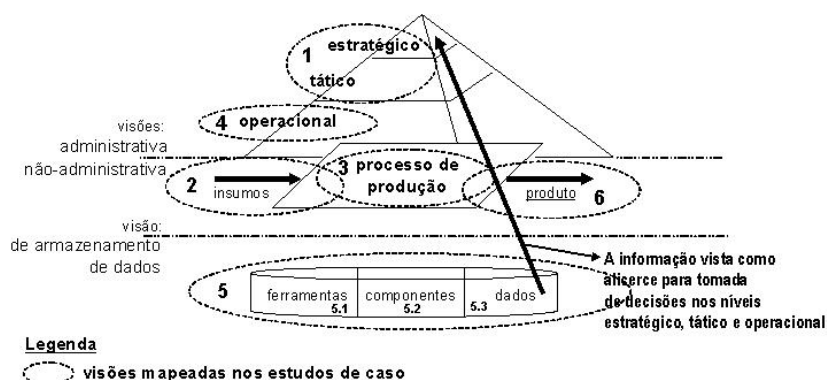 1 estratégico
tático
4 operacional
visões:
administrativa
não-administrativa
2
insumos
3 processo de
produção
produto 6
visão:
de armazenamento
de dados
5
ferramentas componentes dados
5.1 5.2 5.3
A informação vista como
alicerce para tomada
de decisões nos níveis
estratégico, tático e operacional
Legenda
visões mapeadas nos estudos de caso